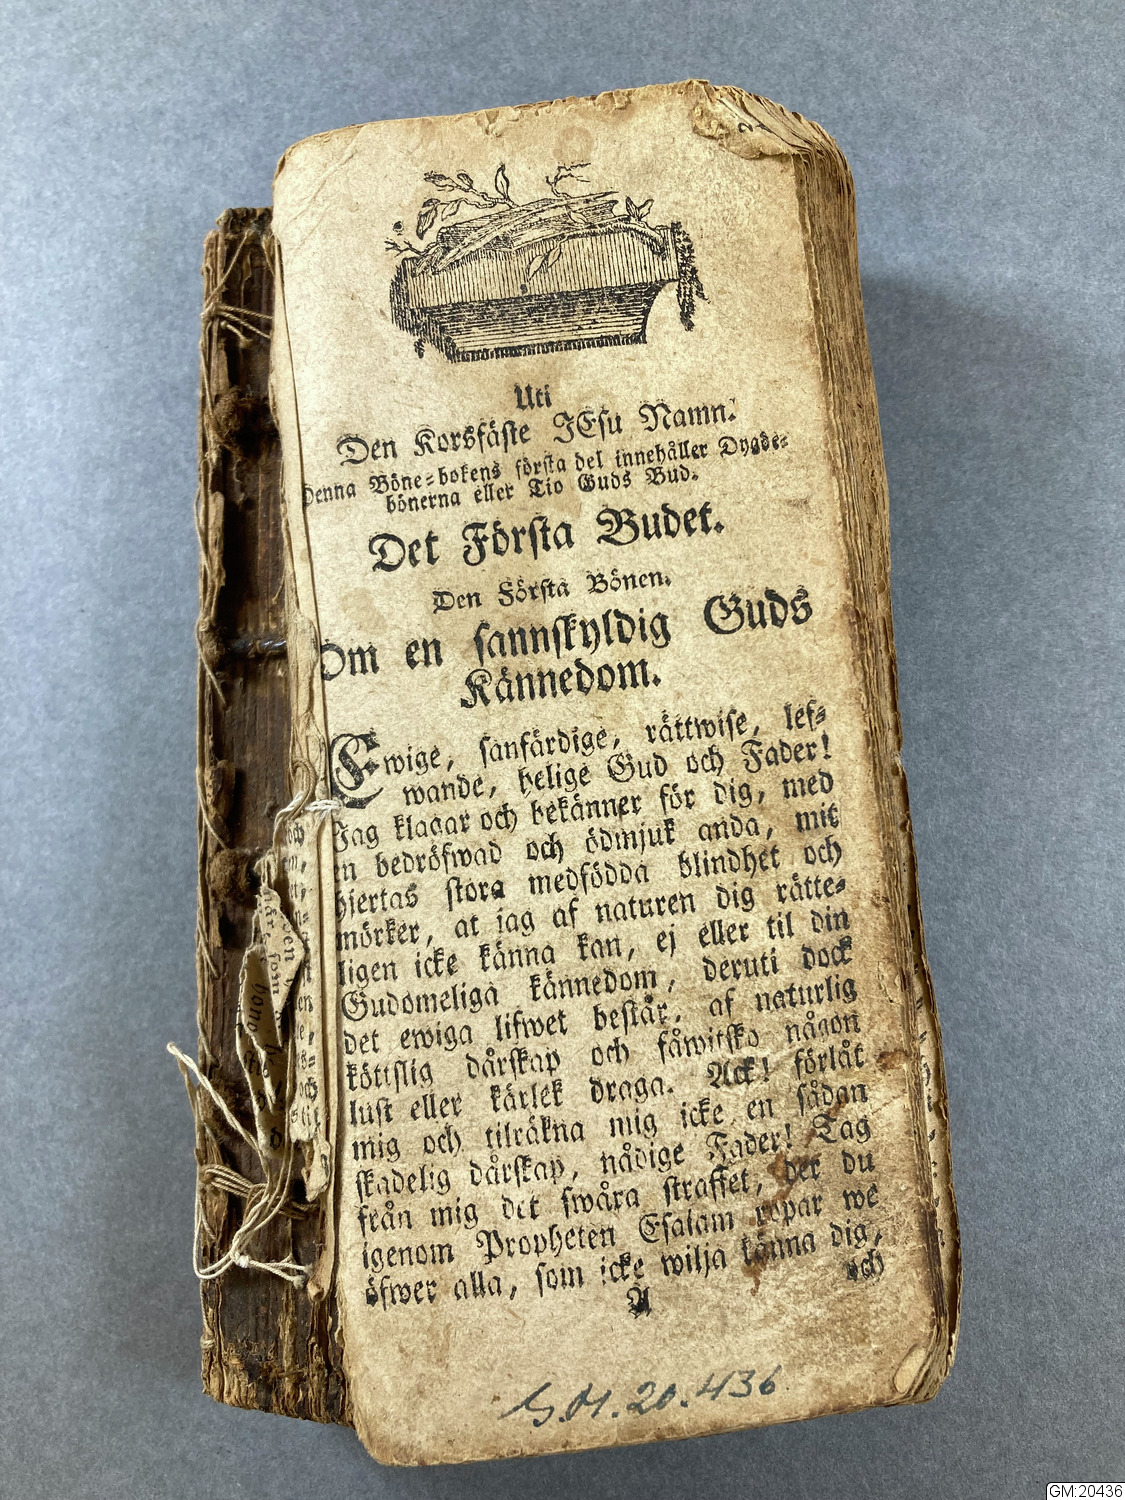 Uti
Den Korsfäste JEsu Namn.
Denna Böne-bokens första del innehåller Dygde-
bönerna eller Tio Guds Bud.
Det Första Budet.
Den Första Bönen.
Om en sannskyldig Guds
Kännedom.
Ewige, sanfärdige, rättwise, lef-
wande, helige Gud och Fader!
Jag klagar och bekänner för dig, med
en bedröfwad och ödmjuk anda, mit
hjertas stora medfödda blindhet och
mörker, at jag af naturen dig rätte-
ligen icke känna kan, ej eller til din
Gudomeliga kännedom, deruti dock
det ewiga lifwet består, af naturlig
köttslig dårskap och fåwitsko någon
lust eller kärlek draga. Ack! förlåt
mig och tilräkna mig icke en sådan
skadelig dårskap, nådige Fader! Tag
från mig det swåra straffet, der du
igenom Propheten Esaiam ropar we
öfwer alla, som icke wilja känna dig,
och
A
G.M. 20.436
GM:20436